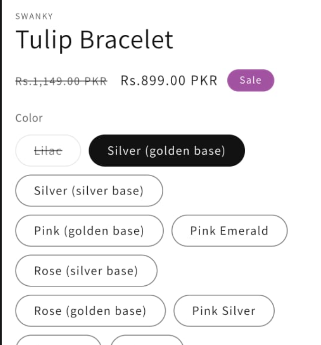 SWANKY
Tulip Bracelet
Rs.1,149.00 PKR Rs.899.00 PKR Sale
Color
Lilac Silver (golden base)
Silver (silver base)
Pink (golden base) Pink Emerald
Rose (silver base)
Rose (golden base) Pink Silver